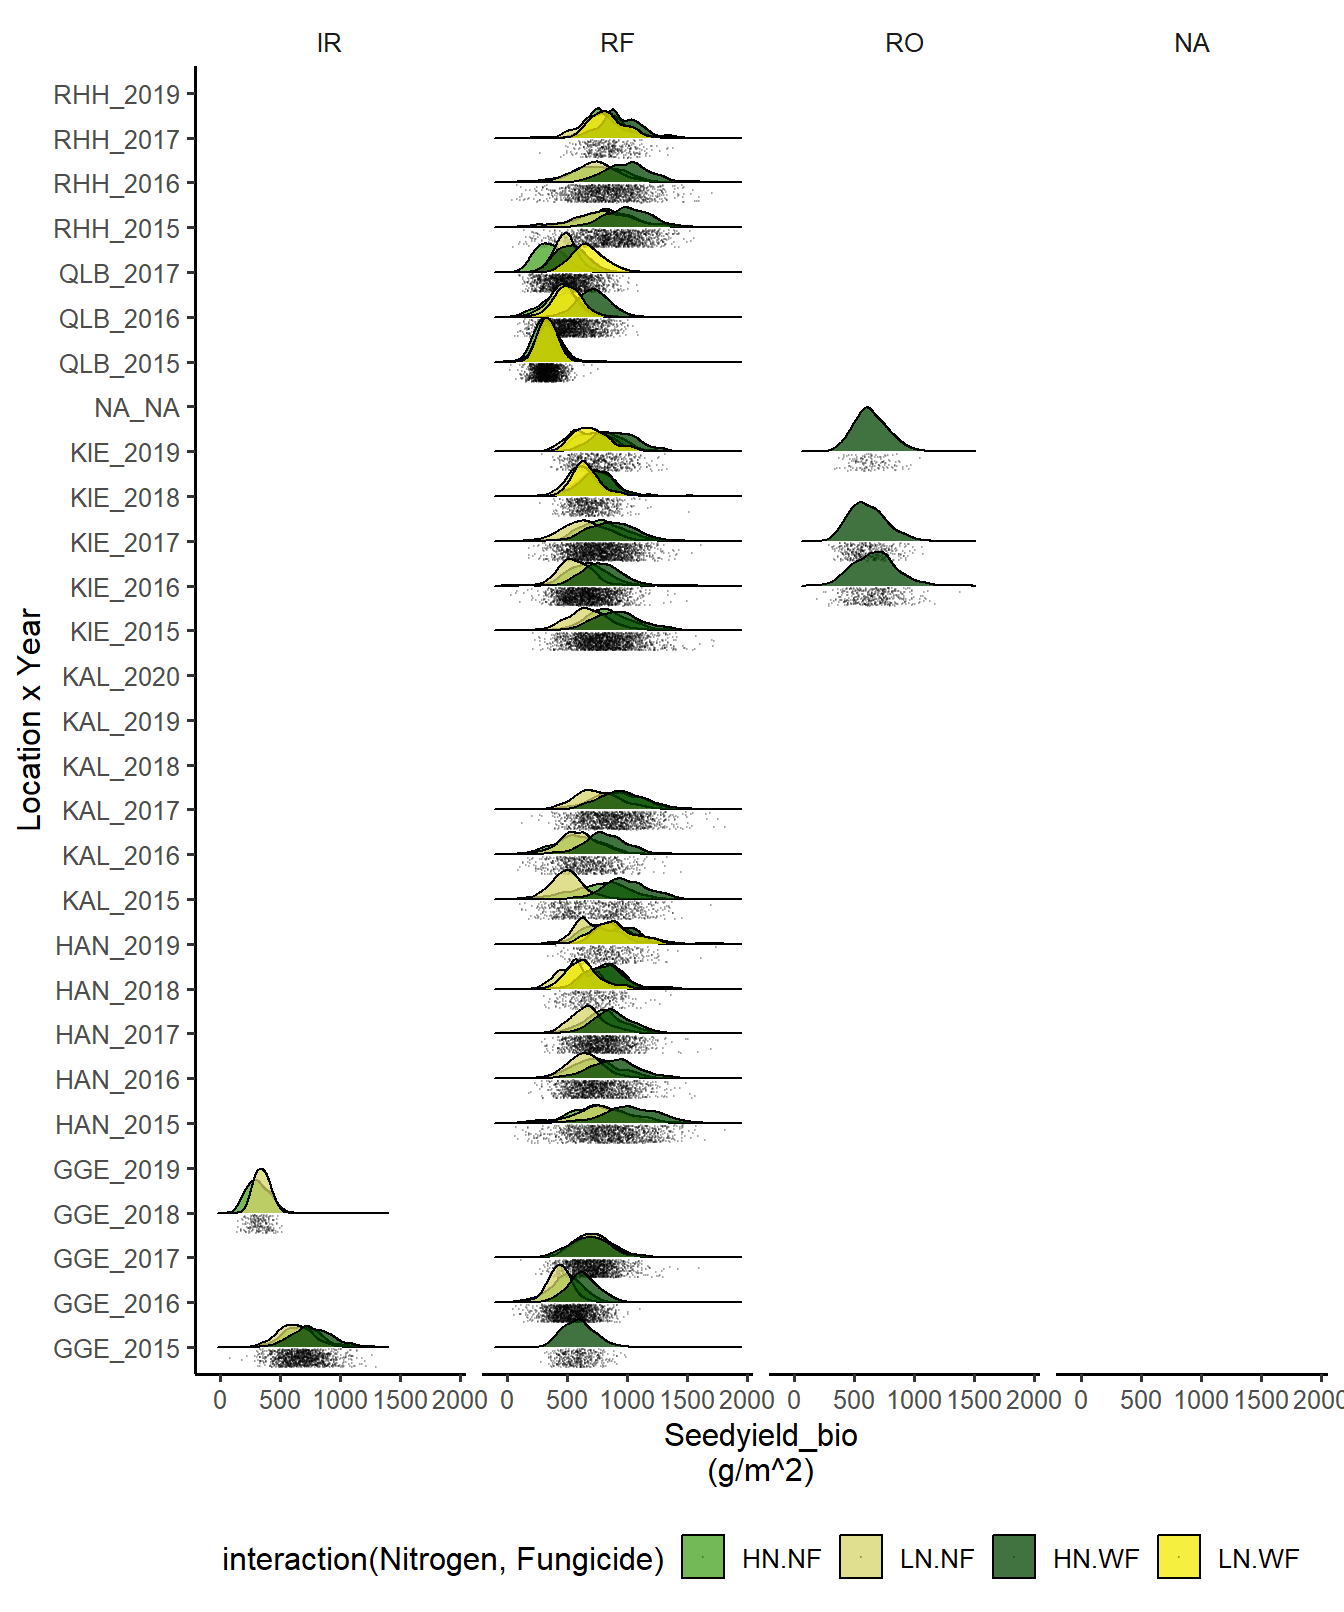 IR RF RO NA
RHH_2019
RHH_2017
RHH_2016
RHH_2015
QLB_2017
QLB_2016
QLB_2015
NA_NA
KIE_2019
KIE_2018
KIE_2017
KIE_2016
KIE_2015
KAL_2020
KAL_2019
KAL_2018
KAL_2017
KAL_2016
KAL_2015
HAN_2019
HAN_2018
HAN_2017
HAN_2016
HAN_2015
GGE_2019
GGE_2018
GGE_2017
GGE_2016
GGE_2015
Location x Year
0 500 1000 1500 2000 0 500 1000 1500 2000 0 500 1000 1500 2000 0 500 1000 1500 2000
Seedyield_bio
(g/m^2)
interaction(Nitrogen, Fungicide) HN.NF LN.NF HN.WF LN.WF